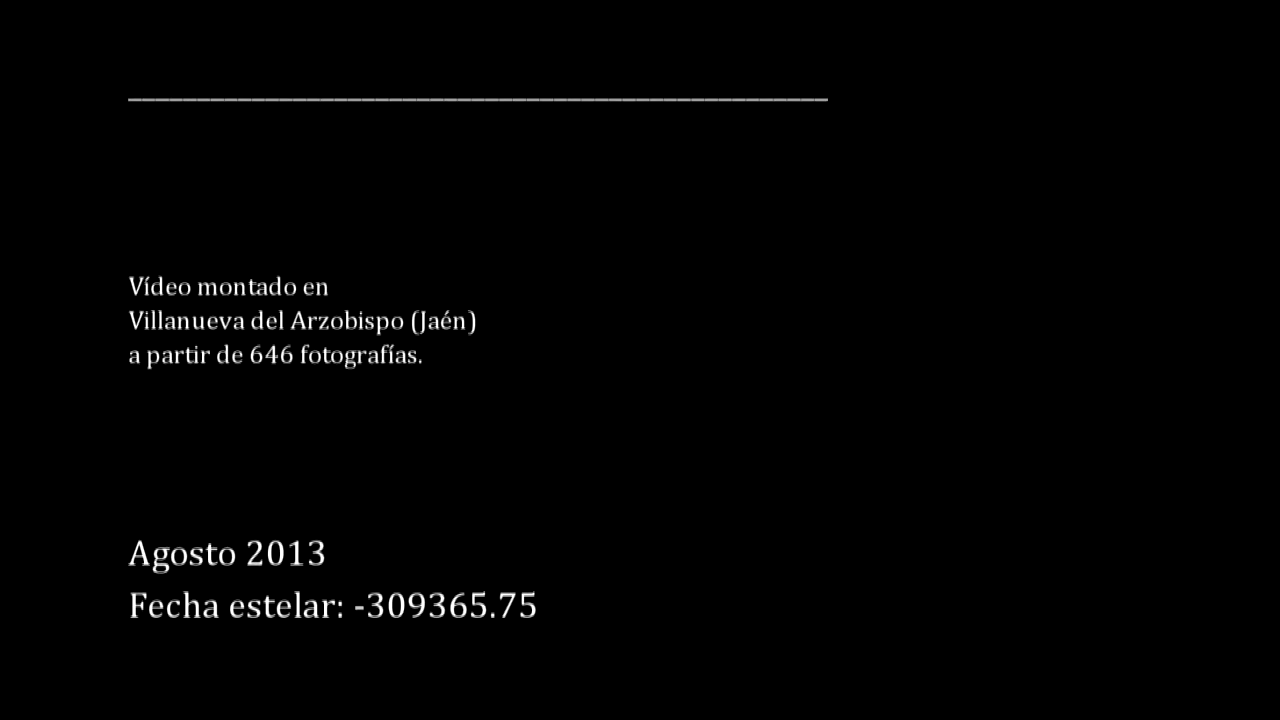 Vídeo montado en
Villanueva del Arzobispo (Jaén)
a partir de 646 fotografías.
Agosto 2013
Fecha estelar: -309365.75